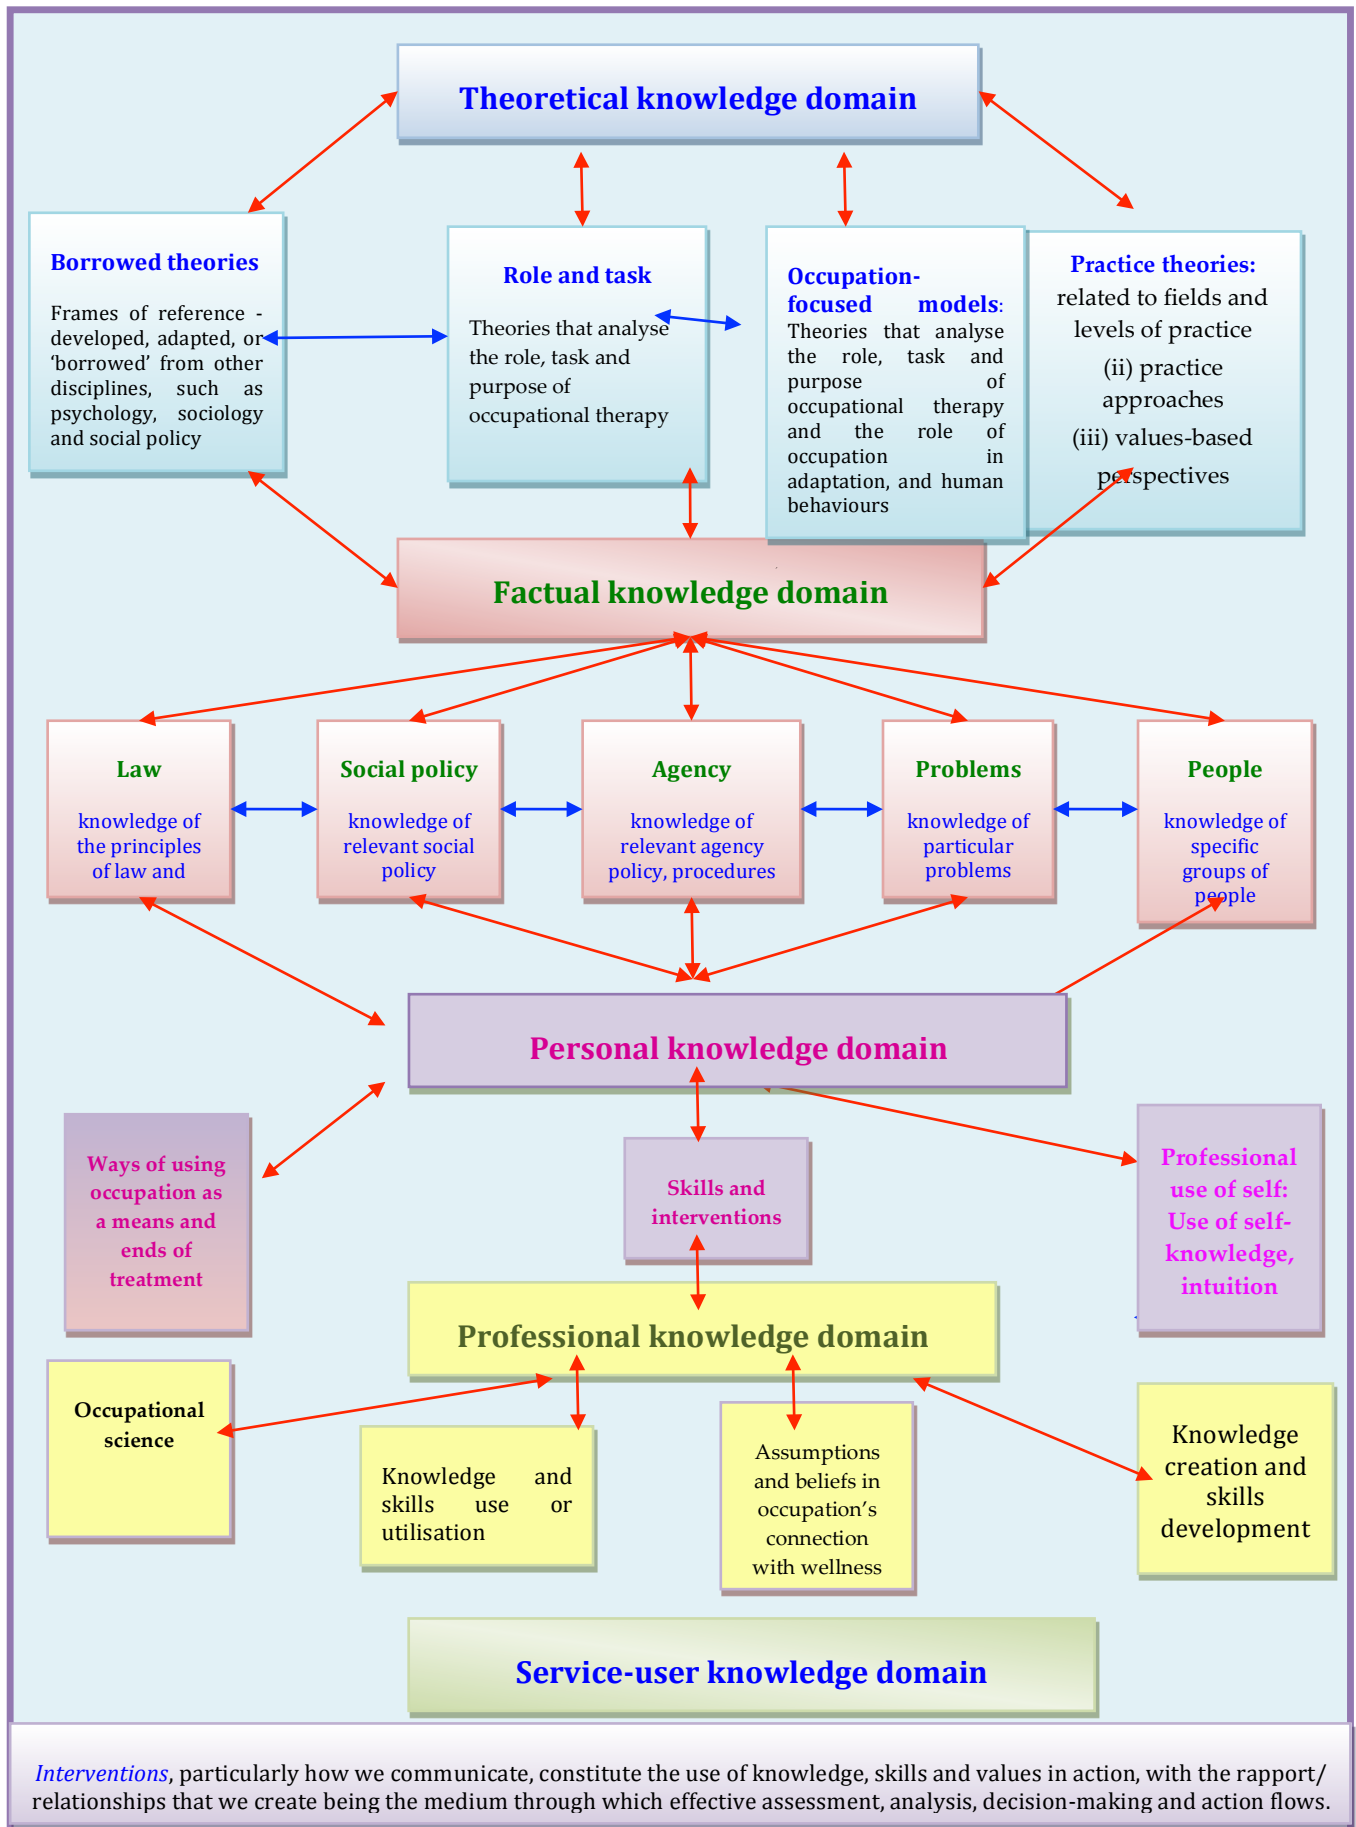 Theoretical knowledge domain
Borrowed theories
Frames of reference -
developed, adapted, or
‘borrowed’ from other
disciplines, such as
psychology, sociology
and social policy
Role and task
Theories that analyse
the role, task and
purpose of
occupational therapy
Occupation-
focused models:
Theories that analyse
the role, task and
purpose of
occupational therapy
and the role of
occupation in
adaptation, and human
behaviours
Practice theories:
related to fields and
levels of practice
(ii) practice
approaches
(iii) values-based
perspectives
Factual knowledge domain
Law
knowledge of
the principles
of law and
Social policy
knowledge of
relevant social
policy
Agency
knowledge of
relevant agency
policy, procedures
Problems
knowledge of
particular
problems
People
knowledge of
specific
groups of
people
Personal knowledge domain
Ways of using
occupation as
a means and
ends of
treatment
Skills and
interventions
Professional
use of self:
Use of self-
knowledge,
intuition
Professional knowledge domain
Occupational
science
Knowledge and
skills use or
utilisation
Assumptions
and beliefs in
occupation’s
connection
with wellness
Knowledge
creation and
skills
development
Service-user knowledge domain
Interventions, particularly how we communicate, constitute the use of knowledge, skills and values in action, with the rapport/
relationships that we create being the medium through which effective assessment, analysis, decision-making and action flows.